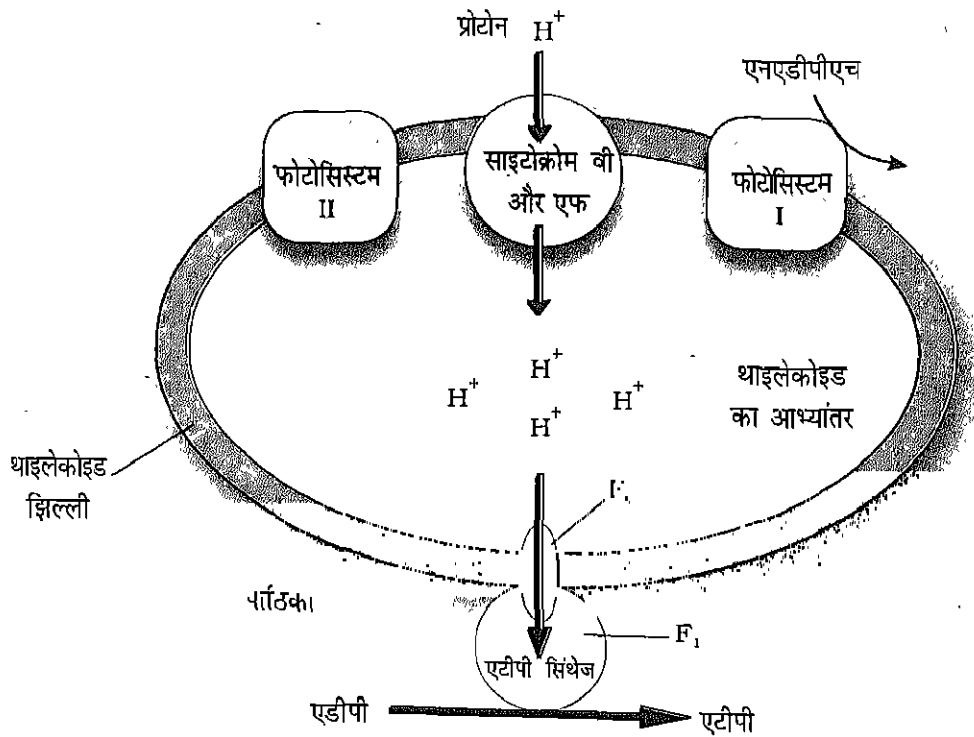 प्रोटोन H⁺
एनएडीपीएच
फोटोसिस्टम
II
साइटोक्रोम वी
और एफ
फोटोसिस्टम
I
H⁺
H⁺
H⁺
H⁺
थाइलेकोइड
का आभ्यांतर
थाइलेकोइड
झिल्ली
F₁
एटीपी सिंथेज
एडीपी
एटीपी